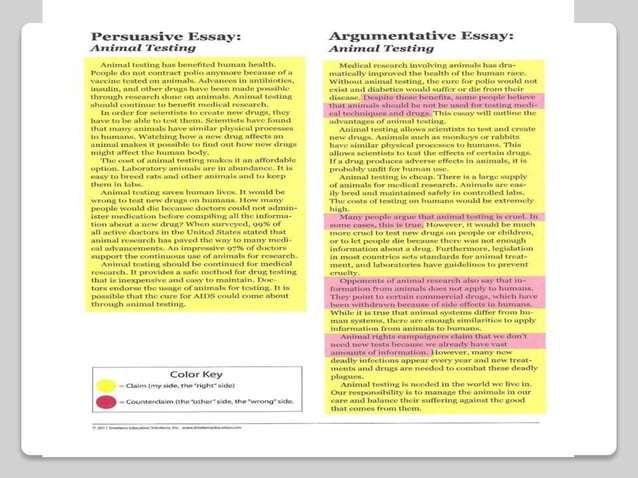 Persuasive Essay:
Animal Testing
Animal testing has benefited human health.
People do not contract polio anymore because of a
vaccine tested on animals. Advances in antibiotics,
insulin, and other drugs have been made possible
through research done on animals. Animal testing
should continue to benefit medical research.
In order for scientists to create new drugs, they
have to be able to test them. Scientists have found
that many animals have similar physical processes
to humans. Watching how a new drug affects an
animal makes it possible to find out how new drugs
might affect the human body.
The cost of animal testing makes it an affordable
option. Laboratory animals are in abundance. It is
easy to breed rats and other animals and to keep
them in labs.
Animal testing saves human lives. It would be
wrong to test new drugs on humans. How many
people would die because doctors could not admin-
ister medication before compiling all the informa-
tion about a new drug? When surveyed, 99% of
all active doctors in the United States stated that
animal research has paved the way to many medi-
cal advancements. An impressive 97% of doctors
support the continuous use of animals for research.
Animal testing should be continued for medical
research. It provides a safe method for drug testing
that is inexpensive and easy to maintain. Doc-
tors endorse the usage of animals for testing. It is
possible that the cure for AIDS could come about
through animal testing.
Argumentative Essay:
Animal Testing
Medical research involving animals has dra-
matically improved the health of the human race.
Without animal testing, the cure for polio would not
exist and diabetics would suffer or die from their
disease. Despite these benefits, some people believe
that animals should be not be used for testing medi-
cal techniques and drugs. This essay will outline the
advantages of animal testing.
Animal testing allows scientists to test and create
new drugs. Animals such as monkeys or rabbits
have similar physical processes to humans. This
allows scientists to test the effects of certain drugs.
If a drug produces adverse effects in animals, it is
probably unfit for human use.
Animal testing is cheap. There is a large supply
of animals for medical research. Animals are eas-
ily bred and maintained safely in controlled labs.
The costs of testing on humans would be extremely
high.
Many people argue that animal testing is cruel. In
some cases, this is true. However, it would be much
more cruel to test new drugs on people or children,
or to let people die because there was not enough
information about a drug. Furthermore, legislation
in most countries sets standards for animal treat-
ment, and laboratories have guidelines to prevent
cruelty.
Opponents of animal research also say that in-
formation from animals does not apply to humans.
They point to certain commercial drugs, which have
been withdrawn because of side effects in humans.
While it is true that animal systems differ from hu-
man systems, there are enough similarities to apply
information from animals to humans.
Animal rights campaigners claim that we don't
need new tests because we already have vast
amounts of information. However, many new
deadly infections appear every year and new treat-
ments and drugs are needed to combat these deadly
plagues.
Animal testing is needed in the world we live in.
Our responsibility is to manage the animals in our
care and balance their suffering against the good
that comes from them.
Color Key
= Claim (my side, the "right" side)
= Counterclaim (the "other" side, the "wrong" side.